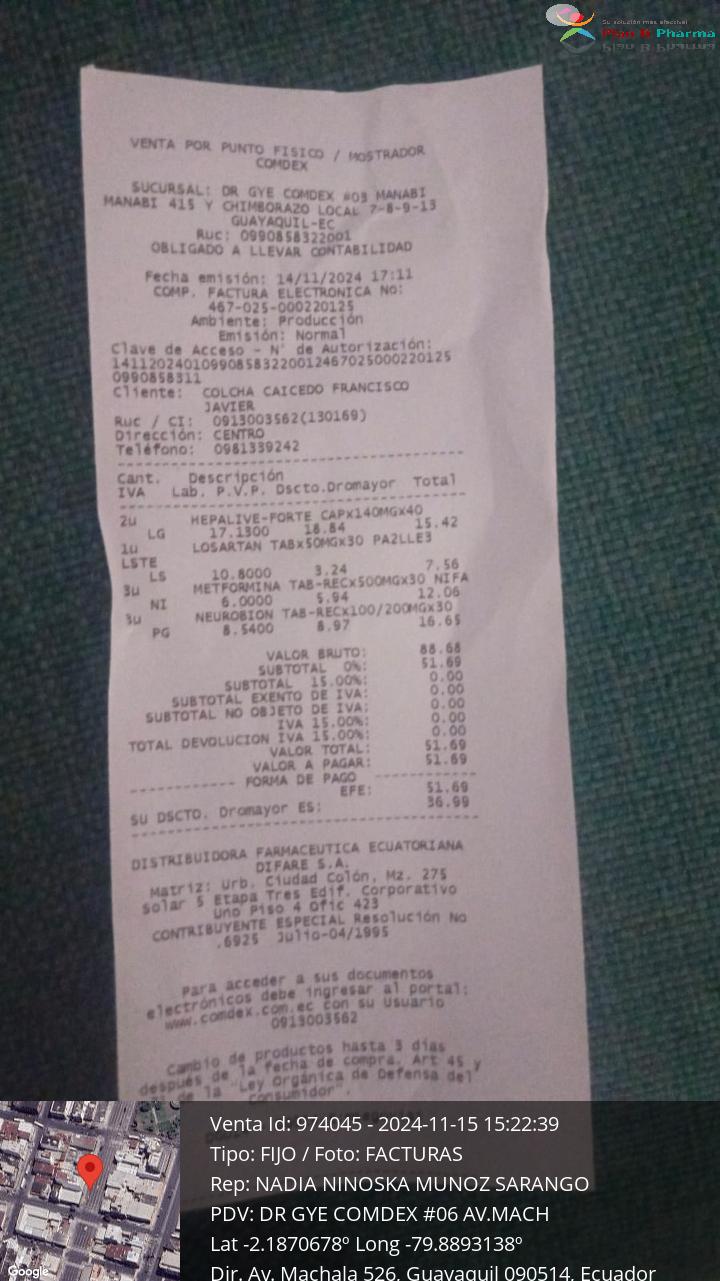 Su solución más efectiva!
Pizo & Pharma
VENTA POR PUNTO FISICO / MOSTRADOR
COMDEX
SUCURSAL: DR GYE COMDEX #03 MANABI
MANABI 415 Y CHIMBORAZO LOCAL 7-8-9-13
GUAYAQUIL-EC
Ruc: 0990858322001
OBLIGADO A LLEVAR CONTABILIDAD
Fecha emisión: 14/11/2024 17:11
COMP. FACTURA ELECTRONICA No:
467-025-000220125
Ambiente: Producción
Emisión: Normal
Clave de Acceso - N° de Autorización:
141120240109908583220012467025000220125
0990858311
Cliente: COLCHA CAICEDO FRANCISCO
JAVIER
Ruc / CI: 0913003562(130169)
Dirección: CENTRO
Teléfono: 0981339242
Cant. Descripción
IVA Lab. P.V.P. Dscto.Dromayor Total
2u HEPALIVE-FORTE CAPx140MGx40
LG 17.1300 18.84 15.42
1u LOSARTAN TABx50MGx30 PA2LLE3
LSTE
LS 10.8000 3.24 7.56
3u METFORMINA TAB-RECx500MGx30 NIFA
NI 6.0000 5.94 12.06
3u NEUROBION TAB-RECx100/200MGx30
PG 8.5400 8.97 16.65
VALOR BRUTO: 88.68
SUBTOTAL 0%: 51.69
SUBTOTAL 15.00%: 0.00
SUBTOTAL EXENTO DE IVA: 0.00
SUBTOTAL NO OBJETO DE IVA: 0.00
IVA 15.00%: 0.00
TOTAL DEVOLUCION IVA 15.00%: 0.00
VALOR TOTAL: 51.69
VALOR A PAGAR: 51.69
FORMA DE PAGO
EFE: 51.69
SU DSCTO. Dromayor ES: 36.99
DISTRIBUIDORA FARMACEUTICA ECUATORIANA
DIFARE S.A.
Matriz: Urb. Ciudad Colón, Mz. 275
Solar 5 Etapa Tres Edif. Corporativo
Uno Piso 4 Ofic 423
CONTRIBUYENTE ESPECIAL Resolución No
.6925 Julio-04/1995
Para acceder a sus documentos
electrónicos debe ingresar al portal:
www.comdex.com.ec con su Usuario
0913003562
Cambio de productos hasta 3 días
después de la fecha de compra. Art 45 y
de la "Ley Orgánica de Defensa del
Consumidor".
Venta Id: 974045 - 2024-11-15 15:22:39
Tipo: FIJO / Foto: FACTURAS
Rep: NADIA NINOSKA MUNOZ SARANGO
PDV: DR GYE COMDEX #06 AV.MACH
Lat -2.1870678º Long -79.8893138º
Dir. Av. Machala 526, Guayaquil 090514, Ecuador
Google